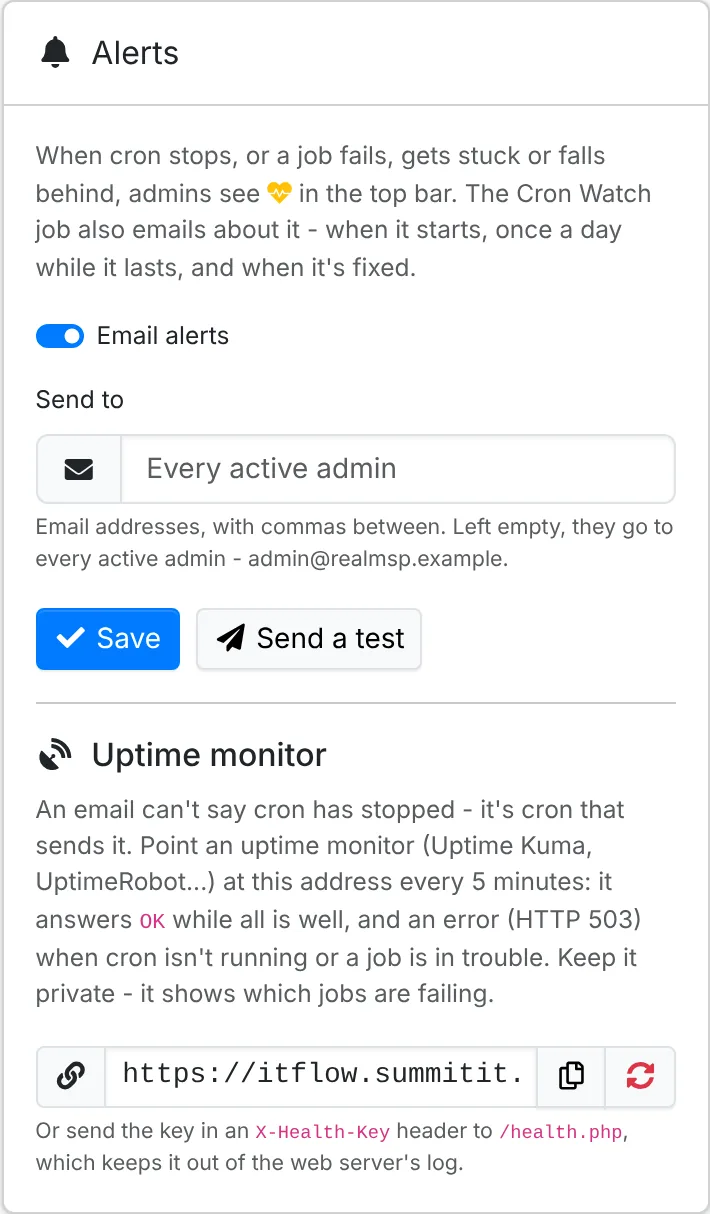 Alerts
When cron stops, or a job fails, gets stuck or falls
behind, admins see in the top bar. The Cron Watch
job also emails about it - when it starts, once a day
while it lasts, and when it's fixed.
Email alerts
Send to
Every active admin
Email addresses, with commas between. Left empty, they go to
every active admin - admin@realmsp.example.
Save
Send a test
Uptime monitor
An email can't say cron has stopped - it's cron that
sends it. Point an uptime monitor (Uptime Kuma,
UptimeRobot...) at this address every 5 minutes: it
answers OK while all is well, and an error (HTTP 503)
when cron isn't running or a job is in trouble. Keep it
private - it shows which jobs are failing.
https://itflow.summitit.
Or send the key in an X-Health-Key header to /health.php,
which keeps it out of the web server's log.